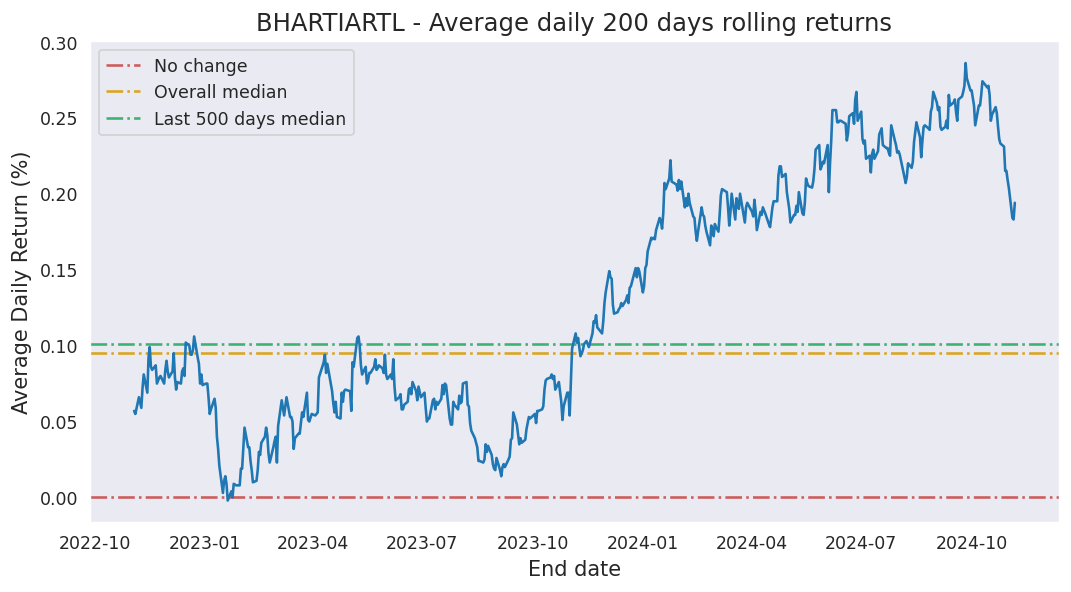 BHARTIARTL - Average daily 200 days rolling returns
No change
Overall median
Last 500 days median
Average Daily Return (%)
0.30
0.25
0.20
0.15
0.10
0.05
0.00
2022-10 2023-01 2023-04 2023-07 2023-10 2024-01 2024-04 2024-07 2024-10
End date